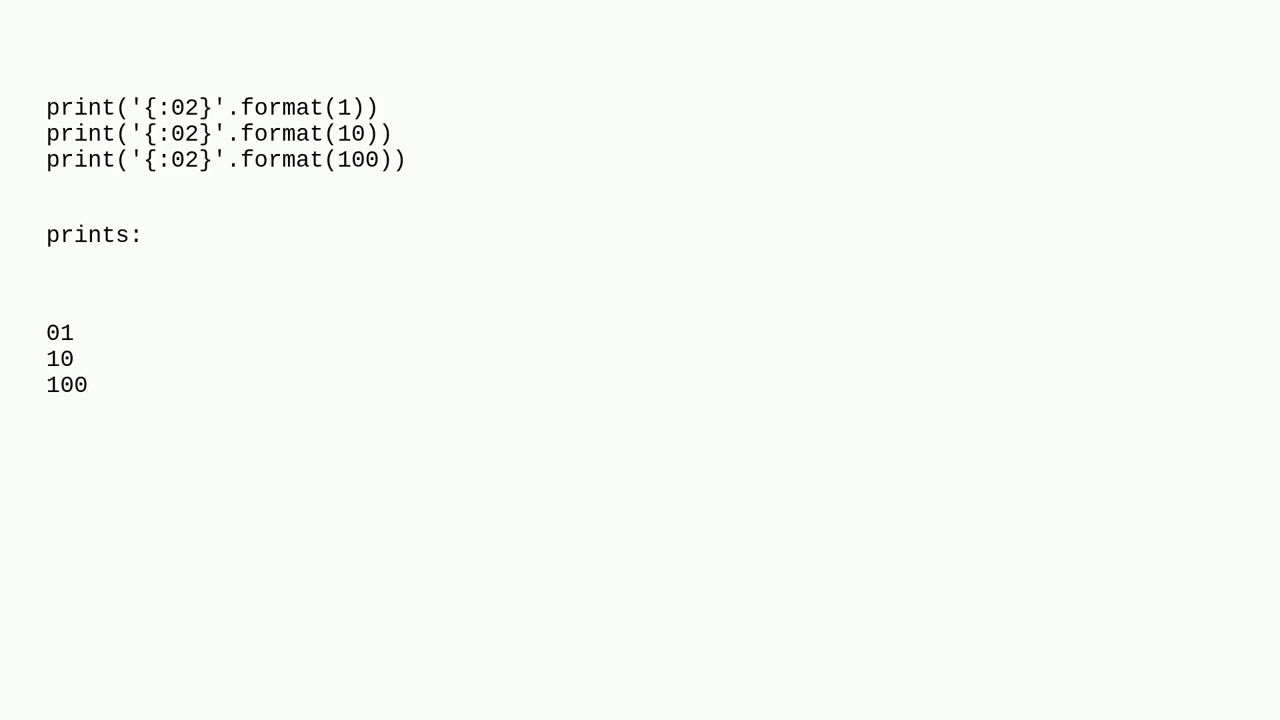 print('{:02}'.format(1))
print('{:02}'.format(10))
print('{:02}'.format(100))
prints:
01
10
100